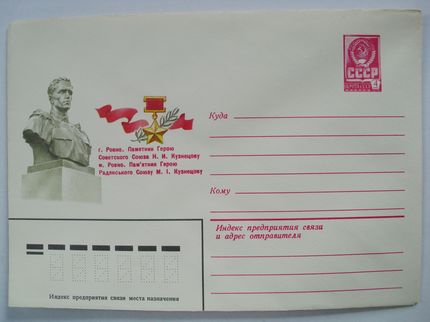 СССР
4
г. Ровно. Памятник Герою
Советского Союза Н. И. Кузнецову
м. Ровно. Пам'ятник Герою
Радянського Союзу М. І. Кузнецову
Куда
Кому
Индекс предприятия связи
и адрес отправителя
Индекс предприятия связи места назначения